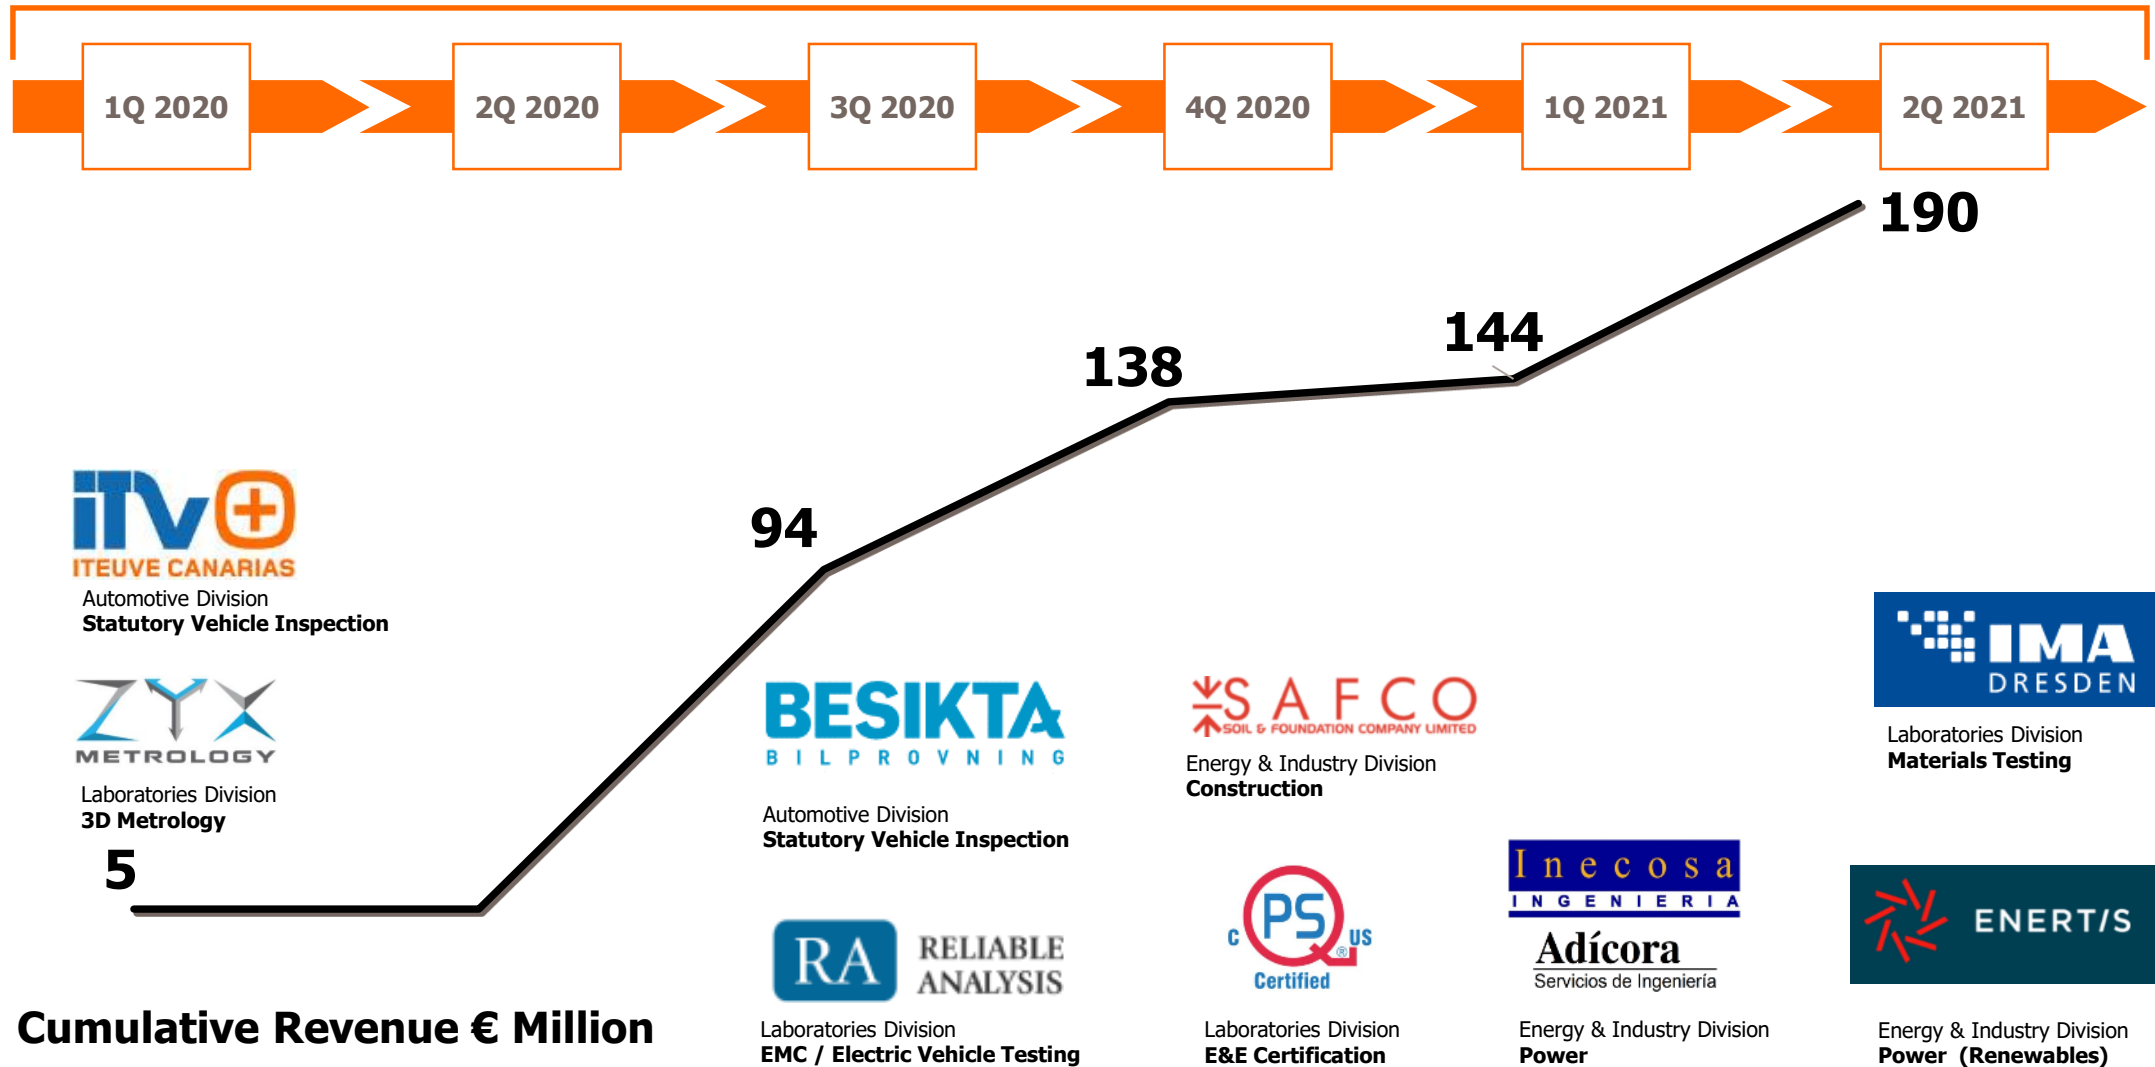 1Q 2020
2Q 2020
3Q 2020
4Q 2020
1Q 2021
2Q 2021
190
144
138
94
5
iTV
ITEUVE CANARIAS
Automotive Division
Statutory Vehicle Inspection
ZYX
METROLOGY
Laboratories Division
3D Metrology
BESIKTA
BILPROVNING
Automotive Division
Statutory Vehicle Inspection
RA
RELIABLE
ANALYSIS
Laboratories Division
EMC / Electric Vehicle Testing
SAFCO
SOIL & FOUNDATION COMPANY LIMITED
Energy & Industry Division
Construction
C PS Q ® US
Certified
Laboratories Division
E&E Certification
Inecosa
INGENIERIA
Adícora
Servicios de Ingeniería
Energy & Industry Division
Power
IMA
DRESDEN
Laboratories Division
Materials Testing
ENERT/S
Energy & Industry Division
Power (Renewables)
Cumulative Revenue € Million